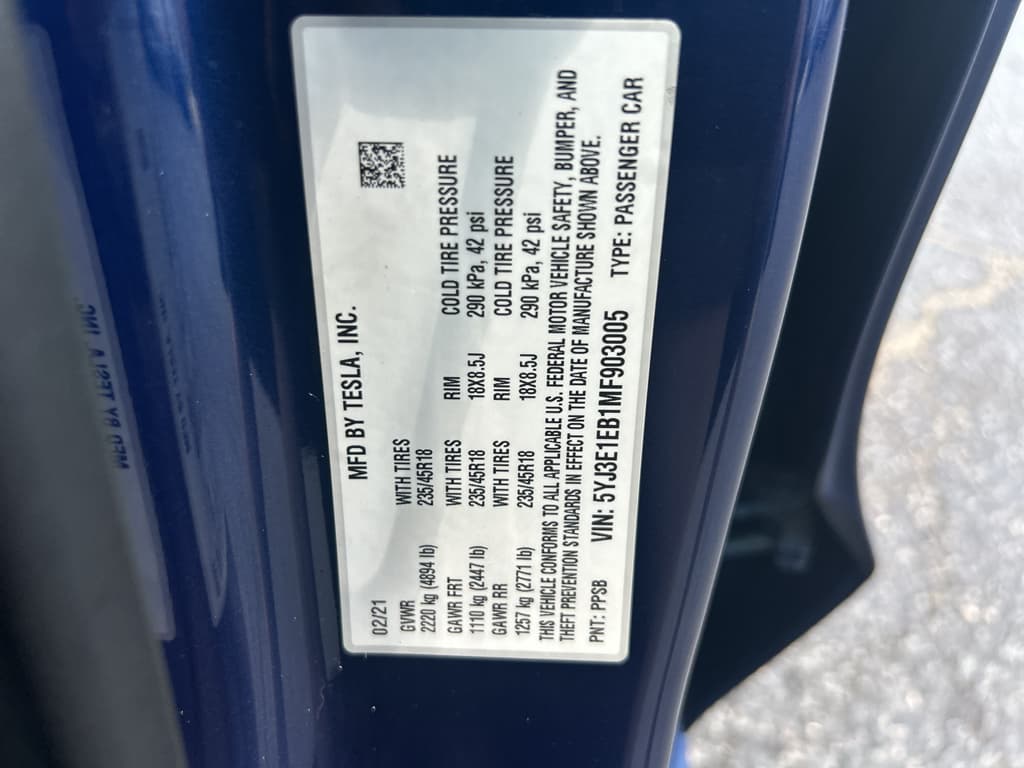 MFD BY TESLA, INC.
02/21
GVWR WITH TIRES
2220 kg (4894 lb) 235/45R18
GAWR FRT WITH TIRES RIM COLD TIRE PRESSURE
1110 kg (2447 lb) 235/45R18 18X8.5J 290 kPa, 42 psi
GAWR RR WITH TIRES RIM COLD TIRE PRESSURE
1257 kg (2771 lb) 235/45R18 18X8.5J 290 kPa, 42 psi
THIS VEHICLE CONFORMS TO ALL APPLICABLE U.S. FEDERAL MOTOR VEHICLE SAFETY, BUMPER, AND
THEFT PREVENTION STANDARDS IN EFFECT ON THE DATE OF MANUFACTURE SHOWN ABOVE.
PNT: PPSB VIN: 5YJ3E1EB1MF903005 TYPE: PASSENGER CAR